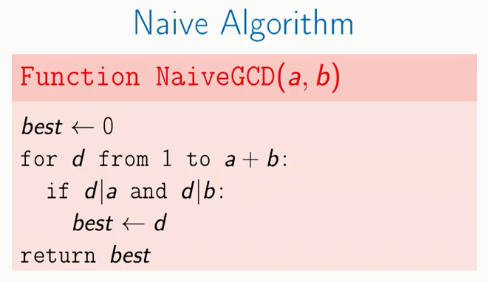 Naive Algorithm
Function NaiveGCD(a, b)
best ← 0
for d from 1 to a + b:
if d|a and d|b:
best ← d
return best